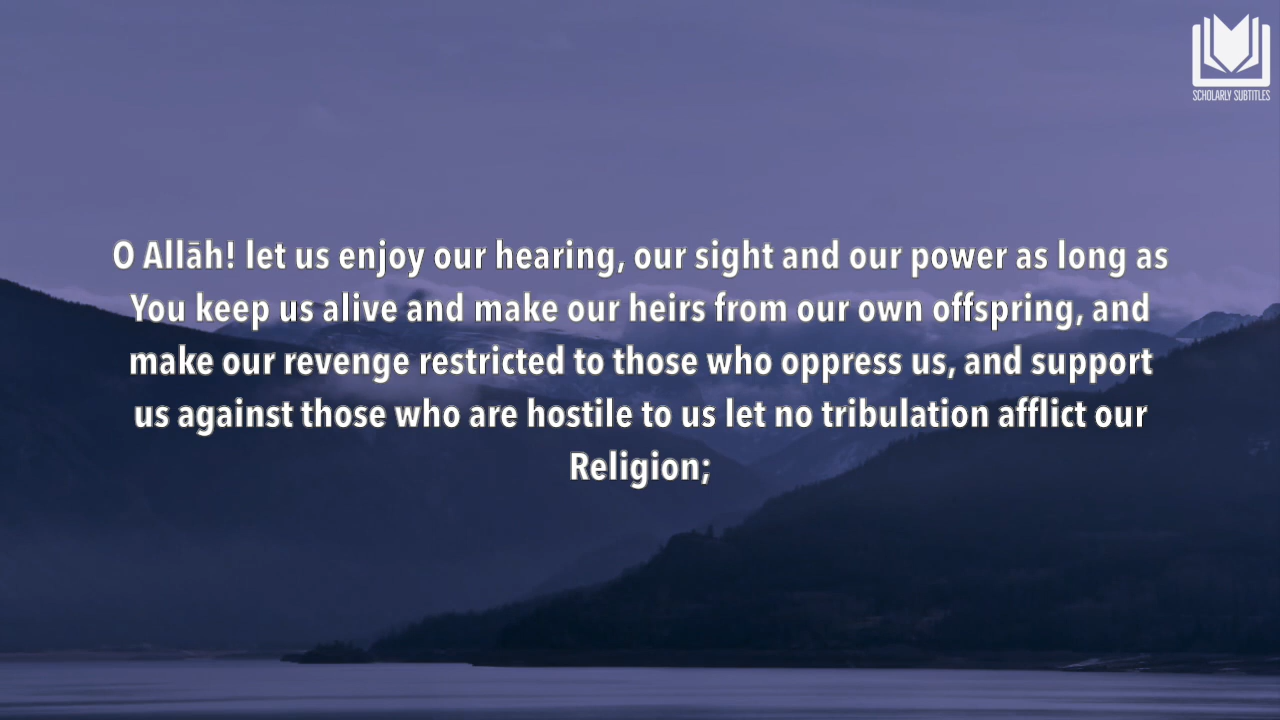 SCHOLARLY SUBTITLES
O Allāh! let us enjoy our hearing, our sight and our power as long as
You keep us alive and make our heirs from our own offspring, and
make our revenge restricted to those who oppress us, and support
us against those who are hostile to us let no tribulation afflict our
Religion;